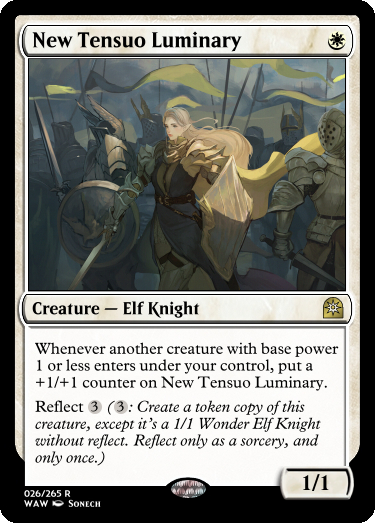 New Tensuo Luminary
Creature — Elf Knight
Whenever another creature with base power
1 or less enters under your control, put a
+1/+1 counter on New Tensuo Luminary.
Reflect 3 (3: Create a token copy of this
creature, except it's a 1/1 Wonder Elf Knight
without reflect. Reflect only as a sorcery, and
only once.)
1/1
026/265 R
WAW Sonech